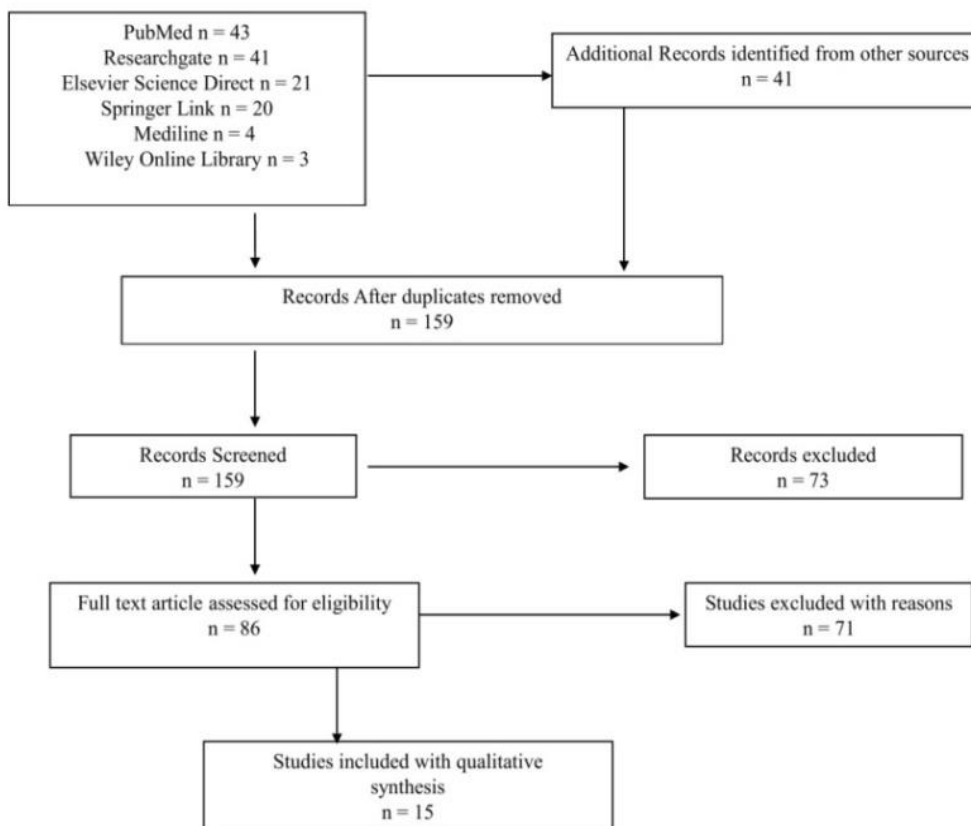 PubMed n = 43
Researchgate n = 41
Elsevier Science Direct n = 21
Springer Link n = 20
Mediline n = 4
Wiley Online Library n = 3
Additional Records identified from other sources
n = 41
Records After duplicates removed
n = 159
Records Screened
n = 159
Records excluded
n = 73
Full text article assessed for eligibility
n = 86
Studies excluded with reasons
n = 71
Studies included with qualitative
synthesis
n = 15